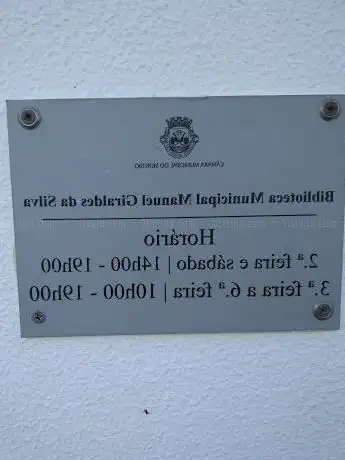 CÂMARA MUNICIPAL DO MONTIJO
Biblioteca Municipal Manuel Giraldes da Silva
Horário
2.ª feira e sábado | 14h00 - 19h00
3.ª feira a 6.ª feira | 10h00 - 19h00